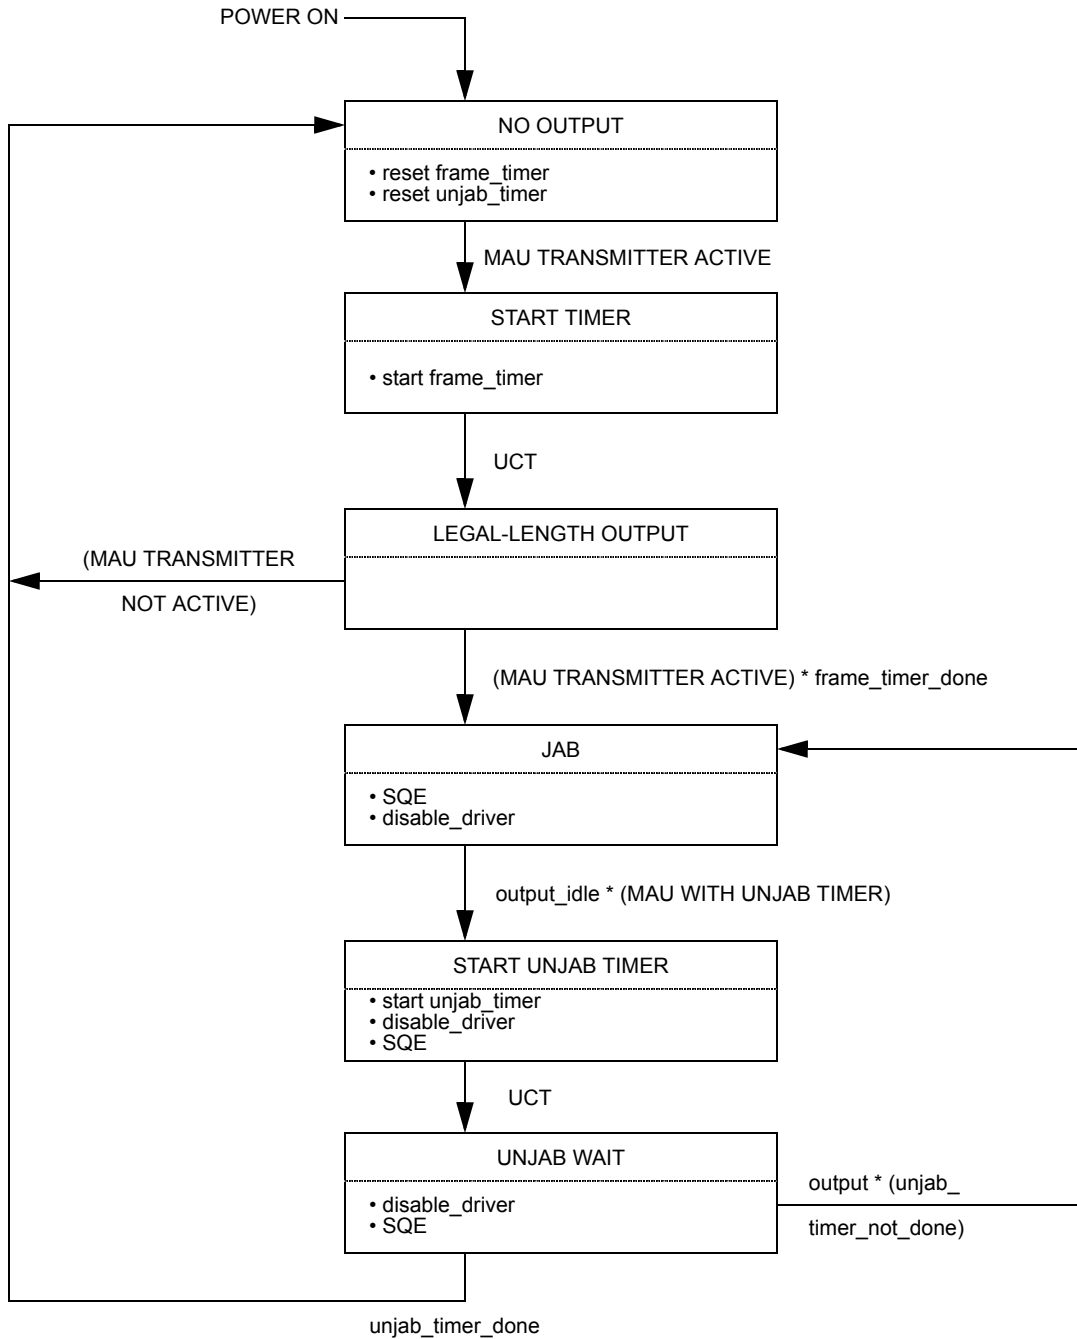 POWER ON
NO OUTPUT
• reset frame_timer
• reset unjab_timer
MAU TRANSMITTER ACTIVE
START TIMER
• start frame_timer
UCT
LEGAL-LENGTH OUTPUT
(MAU TRANSMITTER
NOT ACTIVE)
(MAU TRANSMITTER ACTIVE) * frame_timer_done
JAB
• SQE
• disable_driver
output_idle * (MAU WITH UNJAB TIMER)
START UNJAB TIMER
• start unjab_timer
• disable_driver
• SQE
UCT
UNJAB WAIT
• disable_driver
• SQE
output * (unjab_
timer_not_done)
unjab_timer_done